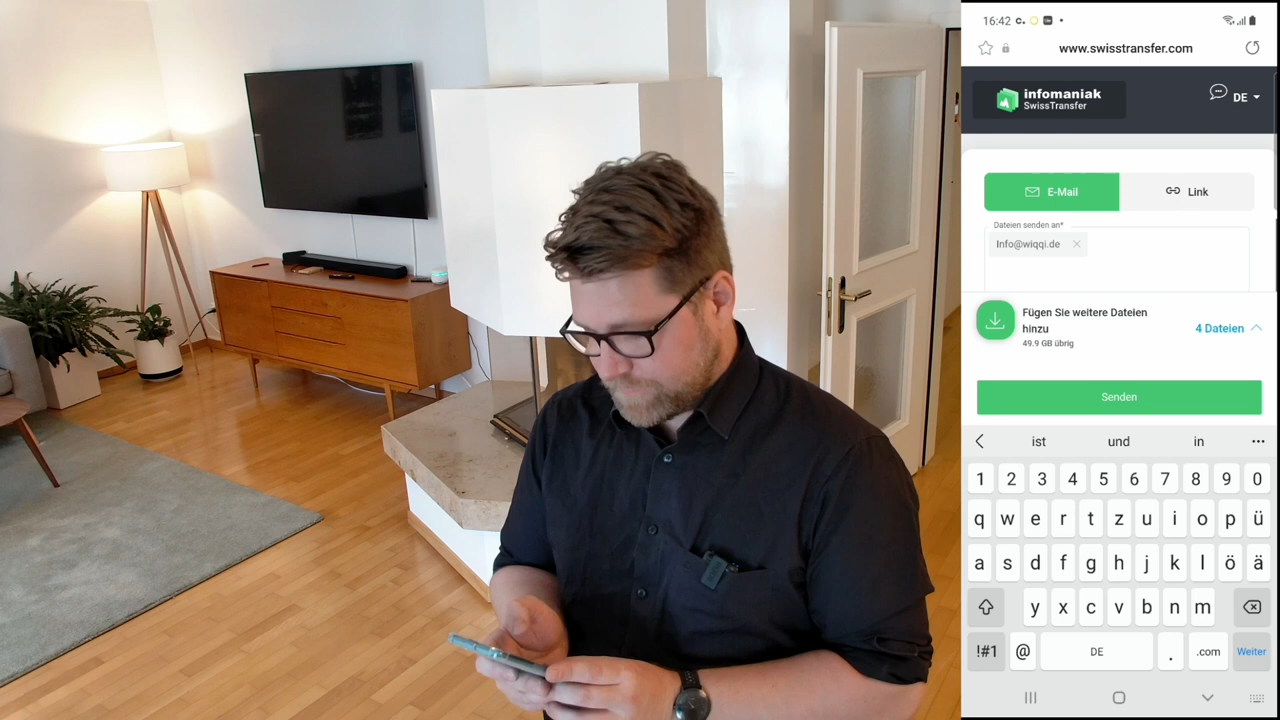 16:42
www.swisstransfer.com
infomaniak
SwissTransfer
DE
E-Mail
Link
Dateien senden an*
Info@wiqqi.de
Fügen Sie weitere Dateien
hinzu
4 Dateien
49.9 GB übrig
Senden
ist und in
1 2 3 4 5 6 7 8 9 0
q w e r t z u i o p ü
a s d f g h j k l ö ä
y x c v b n m
!#1 @ DE . .com Weiter